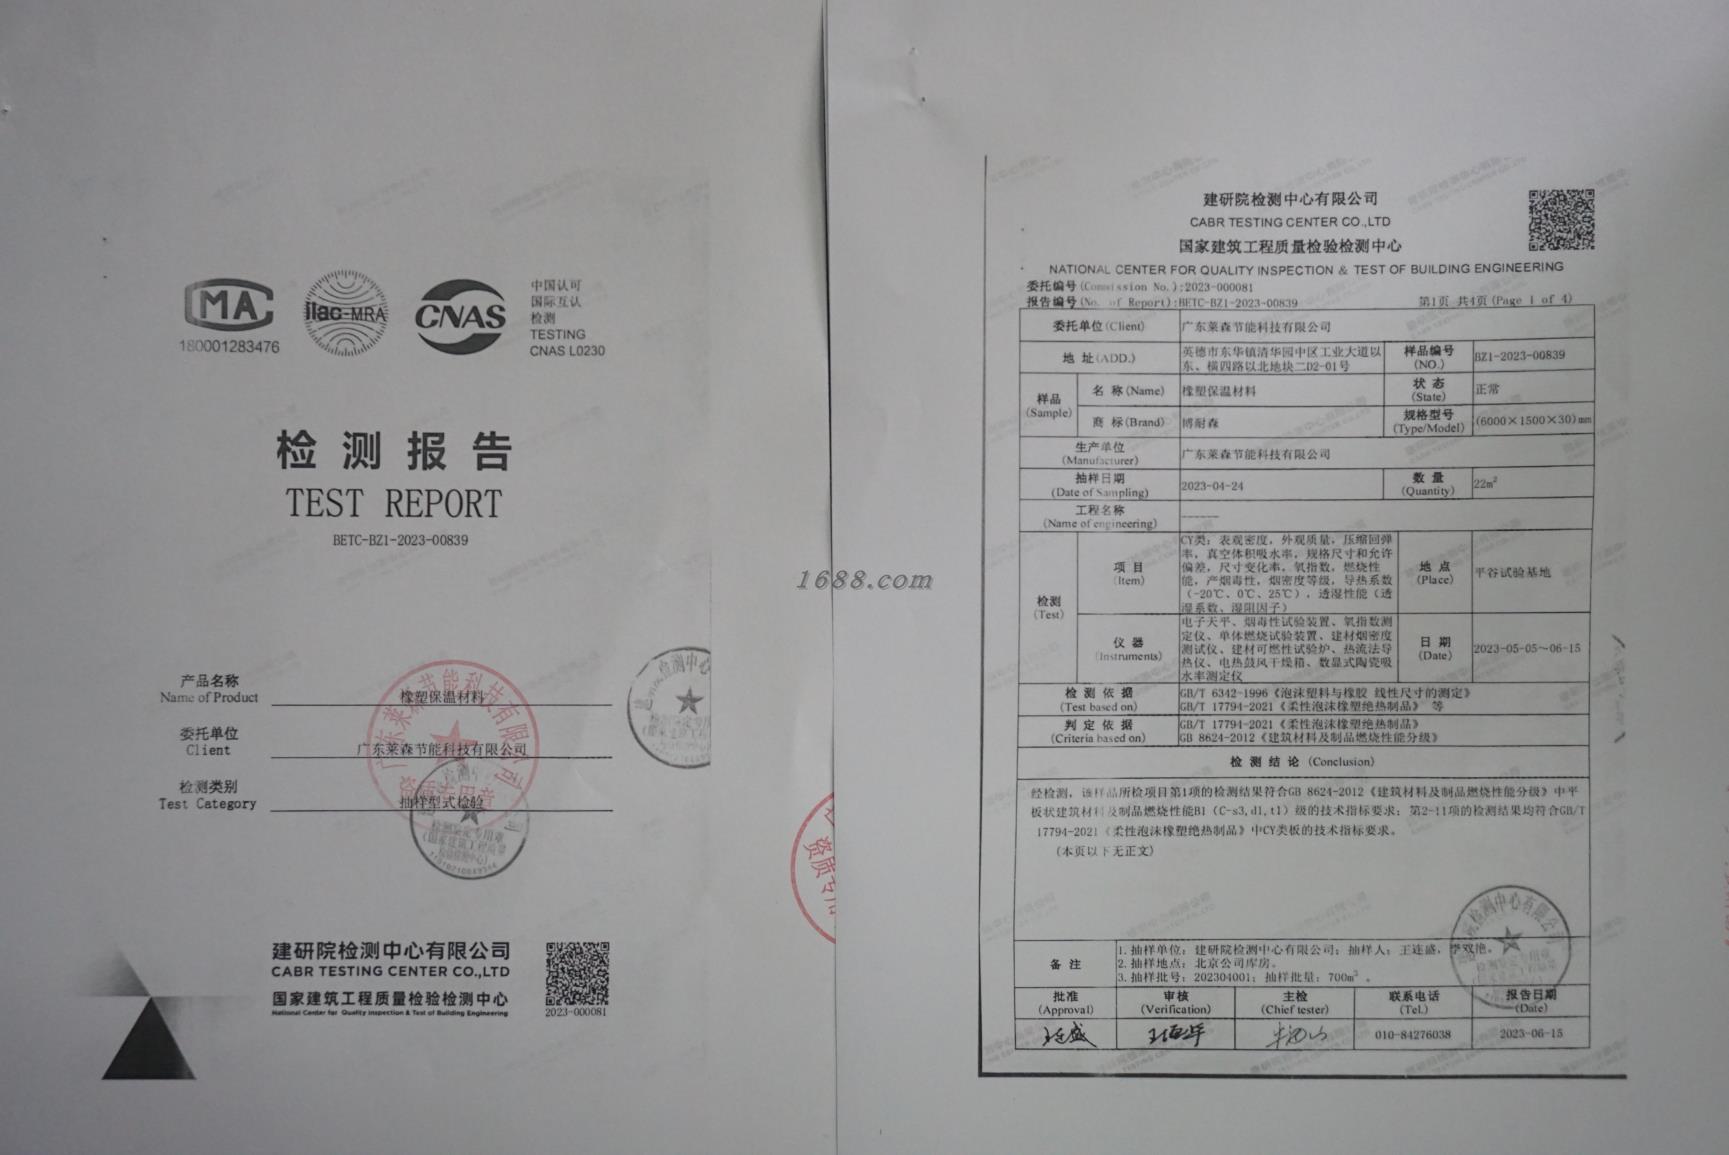 MA
180001283476
ilac-MRA
CNAS
中国认可
国际互认
检测
TESTING
CNAS L0230
检测报告
TEST REPORT
BETC-BZ1-2023-00839
产品名称
Name of Product
橡塑保温材料
委托单位
Client
广东莱森节能科技有限公司
检测类别
Test Category
抽样型式检验
建研院检测中心有限公司
CABR TESTING CENTER CO.,LTD
国家建筑工程质量检验检测中心
National Center for Quality Inspection & Test of Building Engineering
2023-000081
1688.com
建研院检测中心有限公司
CABR TESTING CENTER CO.,LTD
国家建筑工程质量检验检测中心
NATIONAL CENTER FOR QUALITY INSPECTION & TEST OF BUILDING ENGINEERING
委托编号(Commission No.):2023-000081
报告编号(No. of Report):BETC-BZ1-2023-00839 第1页 共4页(Page 1 of 4)
委托单位(Client) 广东莱森节能科技有限公司
地 址(ADD.) 英德市东华镇清华园中区工业大道以东、横四路以北地块二D2-01号 样品编号(NO.) BZ1-2023-00839
样品(Sample) 名 称(Name) 橡塑保温材料 状 态(State) 正常
商 标(Brand) 博耐森 规格型号(Type/Model) (6000×1500×30)mm
生产单位(Manufacturer) 广东莱森节能科技有限公司
抽样日期(Date of Sampling) 2023-04-24 数 量(Quantity) 22m²
工程名称(Name of engineering) ------
检测(Test) 项 目(Item)
CY类：表观密度，外观质量，压缩回弹
率，真空体积吸水率，规格尺寸和允许
偏差，尺寸变化率，氧指数，燃烧性
能，产烟毒性，烟密度等级，导热系数
(-20℃、0℃、25℃)，透湿性能(透
湿系数、湿阻因子)
地 点(Place) 平谷试验基地
仪 器(Instruments)
电子天平、烟毒性试验装置、氧指数测
定仪、单体燃烧试验装置、建材烟密度
测试仪、建材可燃性试验炉、热流法导
热仪、电热鼓风干燥箱、数显式陶瓷吸
水率测定仪
日 期(Date) 2023-05-05～06-15
检 测 依 据(Test based on)
GB/T 6342-1996《泡沫塑料与橡胶 线性尺寸的测定》
GB/T 17794-2021《柔性泡沫橡塑绝热制品》 等
判 定 依 据(Criteria based on)
GB/T 17794-2021《柔性泡沫橡塑绝热制品》
GB 8624-2012《建筑材料及制品燃烧性能分级》
检 测 结 论 (Conclusion)
经检测，该样品所检项目第1项的检测结果符合GB 8624-2012《建筑材料及制品燃烧性能分级》中平
板状建筑材料及制品燃烧性能B1（C-s3,d1,t1）级的技术指标要求；第2-11项的检测结果均符合GB/T
17794-2021《柔性泡沫橡塑绝热制品》中CY类板的技术指标要求。
(本页以下无正文)
备 注
1. 抽样单位：建研院检测中心有限公司；抽样人：王连盛，李双艳。
2. 抽样地点：北京公司库房。
3. 抽样批号：202304001；抽样批量：700m³ 。
批准(Approval) 审核(Verification) 主检(Chief tester) 联系电话(Tel.) 报告日期(Date)
010-84276038 2023-06-15